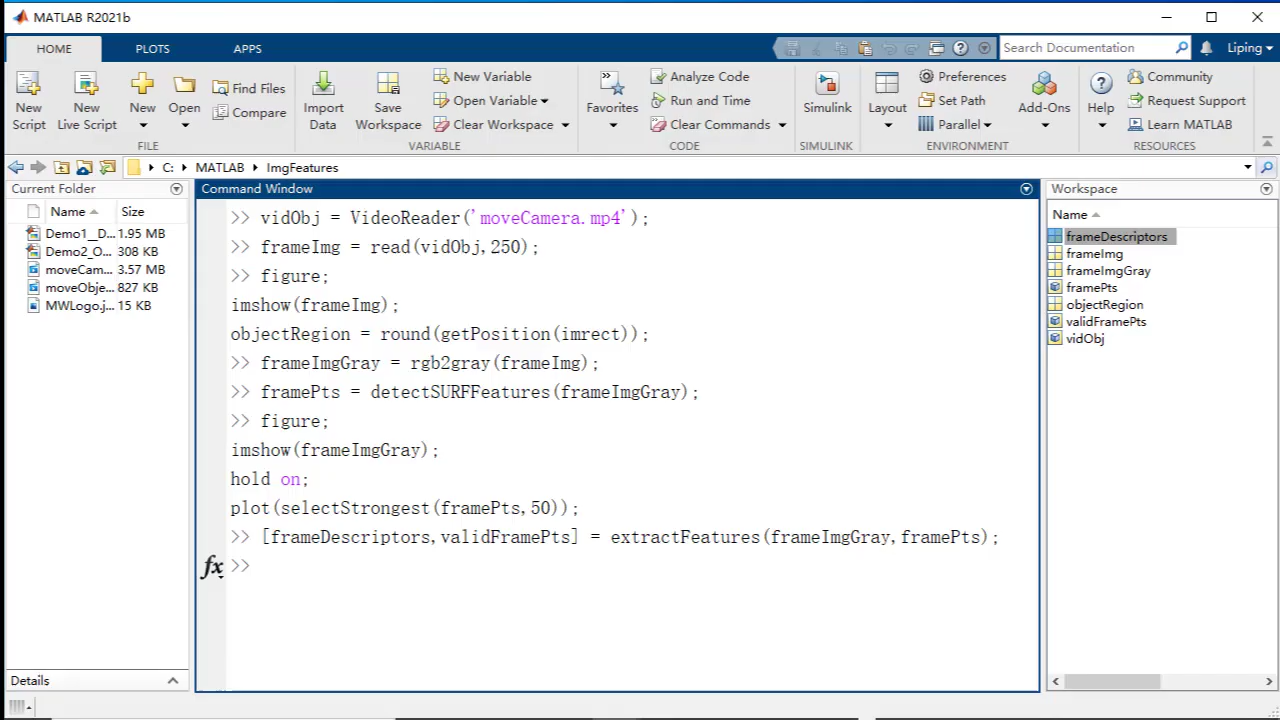 MATLAB R2021b
HOME PLOTS APPS
Search Documentation
Liping
New Script
New Live Script
New
Open
Find Files
Compare
FILE
Import Data
Save Workspace
New Variable
Open Variable
Clear Workspace
VARIABLE
Favorites
Analyze Code
Run and Time
Clear Commands
CODE
Simulink
SIMULINK
Layout
Preferences
Set Path
Parallel
Add-Ons
ENVIRONMENT
Help
Community
Request Support
Learn MATLAB
RESOURCES
C: MATLAB ImgFeatures
Current Folder
Name Size
Demo1__D... 1.95 MB
Demo2_O... 308 KB
moveCam... 3.57 MB
moveObje... 827 KB
MWLogo.j... 15 KB
Details
Command Window
>> vidObj = VideoReader('moveCamera.mp4');
>> frameImg = read(vidObj,250);
>> figure;
imshow(frameImg);
objectRegion = round(getPosition(imrect));
>> frameImgGray = rgb2gray(frameImg);
>> framePts = detectSURFFeatures(frameImgGray);
>> figure;
imshow(frameImgGray);
hold on;
plot(selectStrongest(framePts,50));
>> [frameDescriptors,validFramePts] = extractFeatures(frameImgGray,framePts);
fx >>
Workspace
Name
frameDescriptors
frameImg
frameImgGray
framePts
objectRegion
validFramePts
vidObj